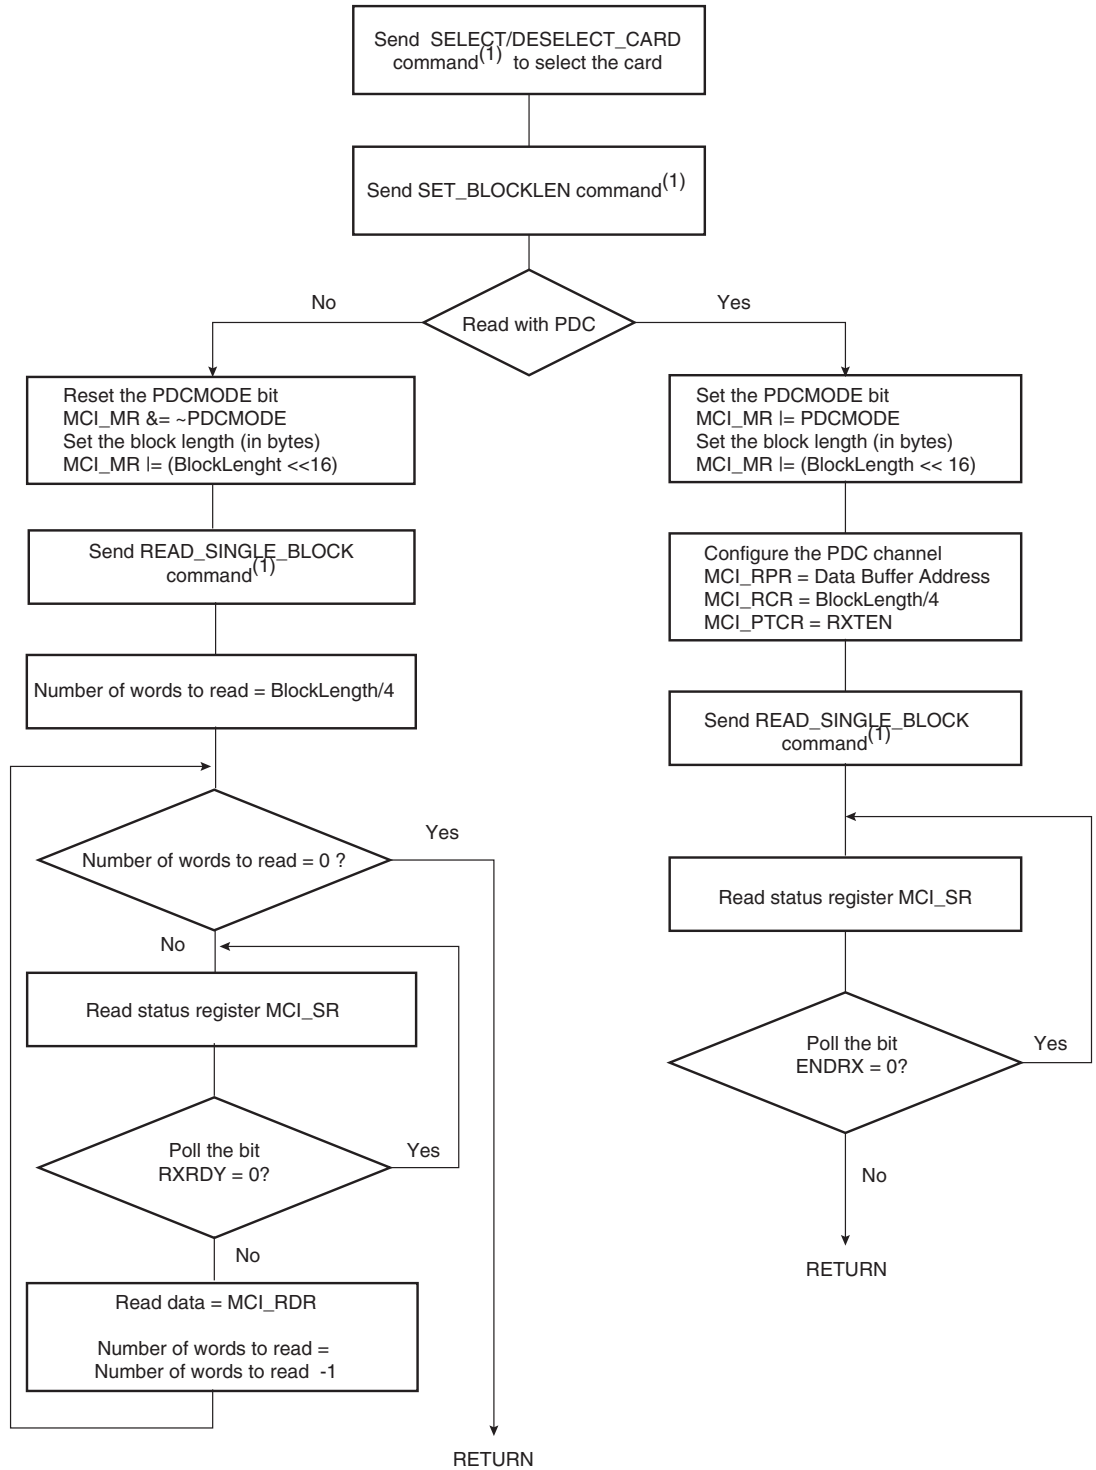 Send SELECT/DESELECT_CARD
command(1) to select the card
Send SET_BLOCKLEN command(1)
No
Yes
Read with PDC
Reset the PDCMODE bit
MCI_MR &= ~PDCMODE
Set the block length (in bytes)
MCI_MR |= (BlockLenght <<16)
Send READ_SINGLE_BLOCK
command(1)
Number of words to read = BlockLength/4
Number of words to read = 0 ?
Yes
No
Read status register MCI_SR
Poll the bit
RXRDY = 0?
Yes
No
Read data = MCI_RDR
Number of words to read =
Number of words to read -1
RETURN
Set the PDCMODE bit
MCI_MR |= PDCMODE
Set the block length (in bytes)
MCI_MR |= (BlockLength << 16)
Configure the PDC channel
MCI_RPR = Data Buffer Address
MCI_RCR = BlockLength/4
MCI_PTCR = RXTEN
Send READ_SINGLE_BLOCK
command(1)
Read status register MCI_SR
Poll the bit
ENDRX = 0?
Yes
No
RETURN